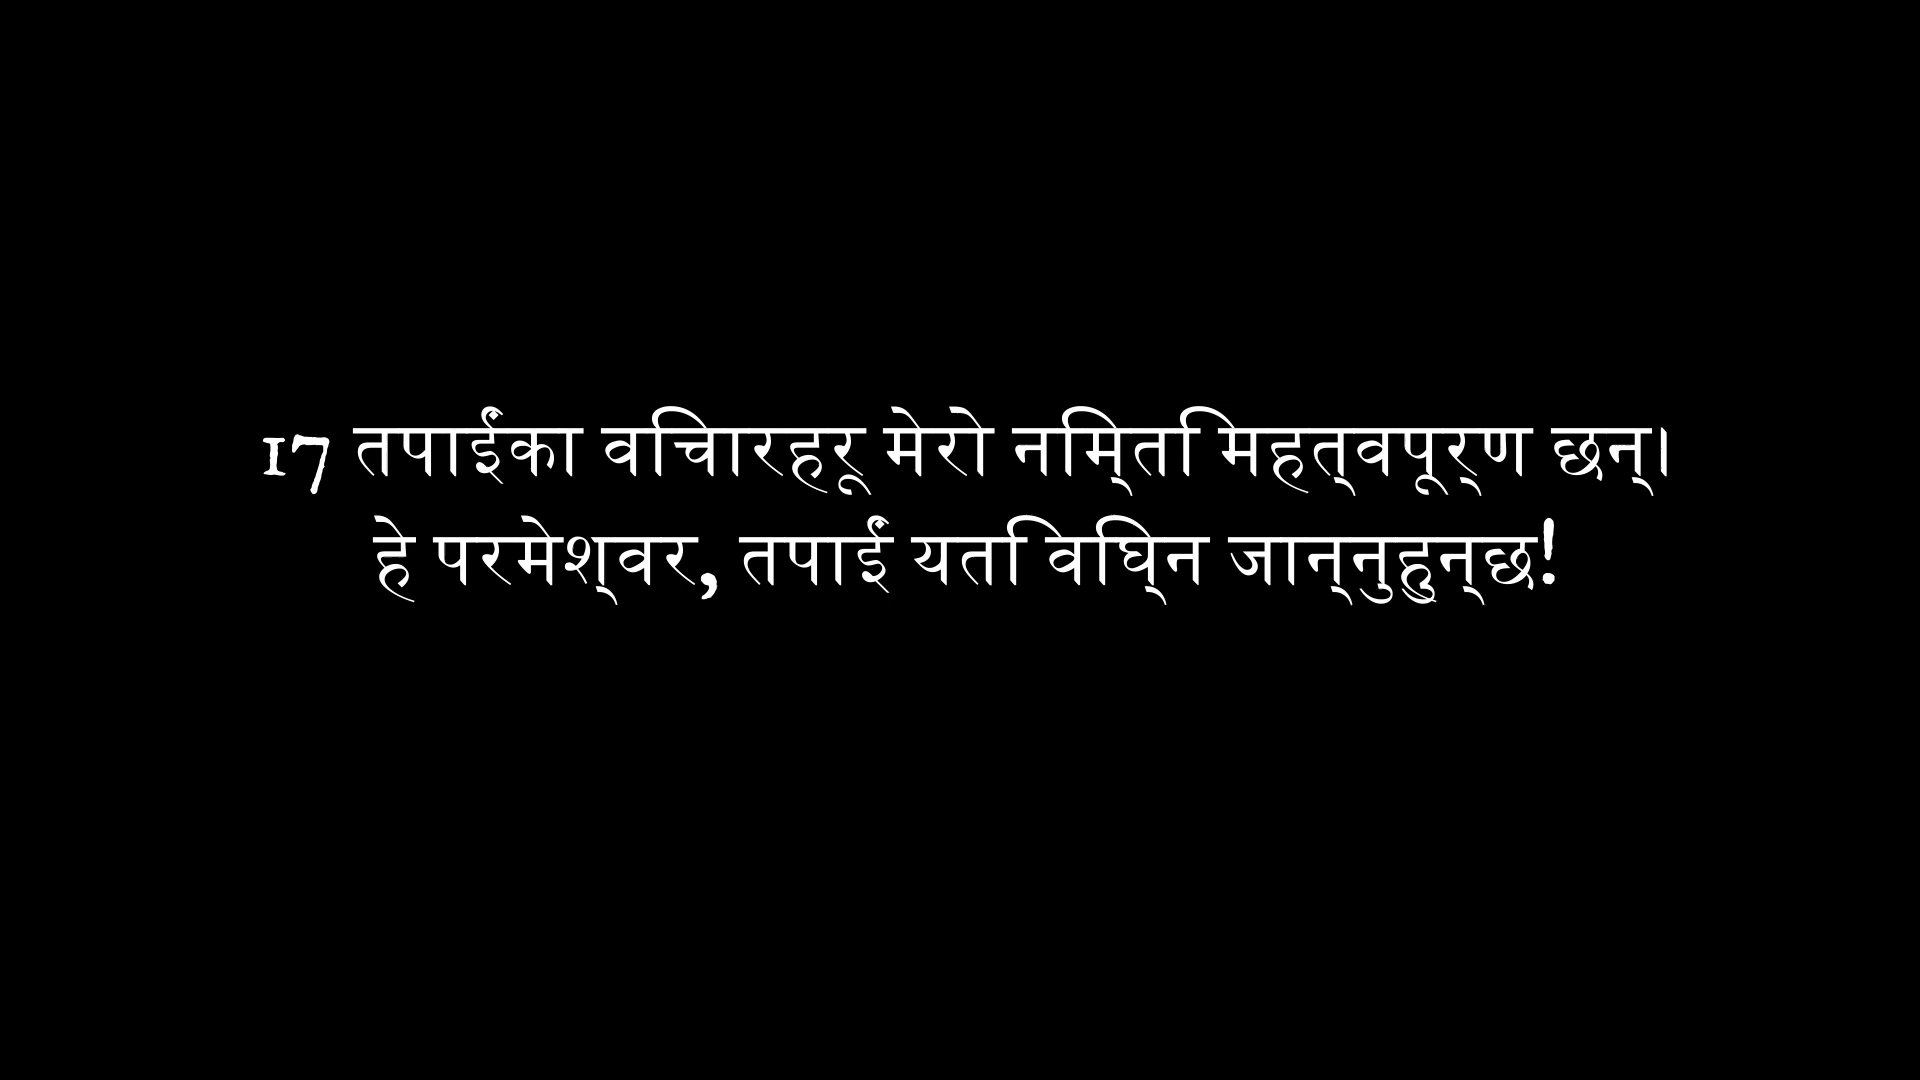 17 तपाईंका विचारहरू मेरो निम्ति महत्वपूर्ण छन्।
हे परमेश्वर, तपाईं यति विघ्नि जान्नुहुन्छ!